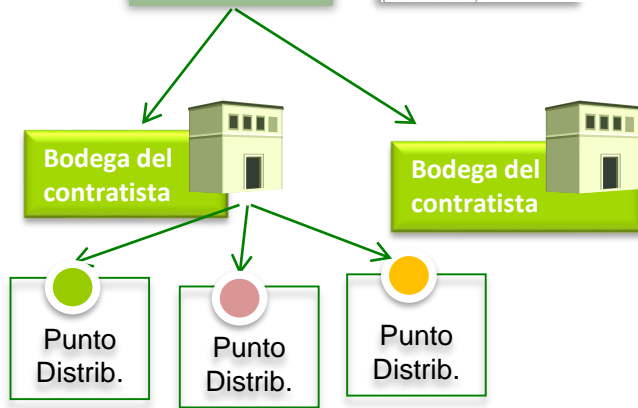 Bodega del
contratista
Bodega del
contratista
Punto
Distrib.
Punto
Distrib.
Punto
Distrib.